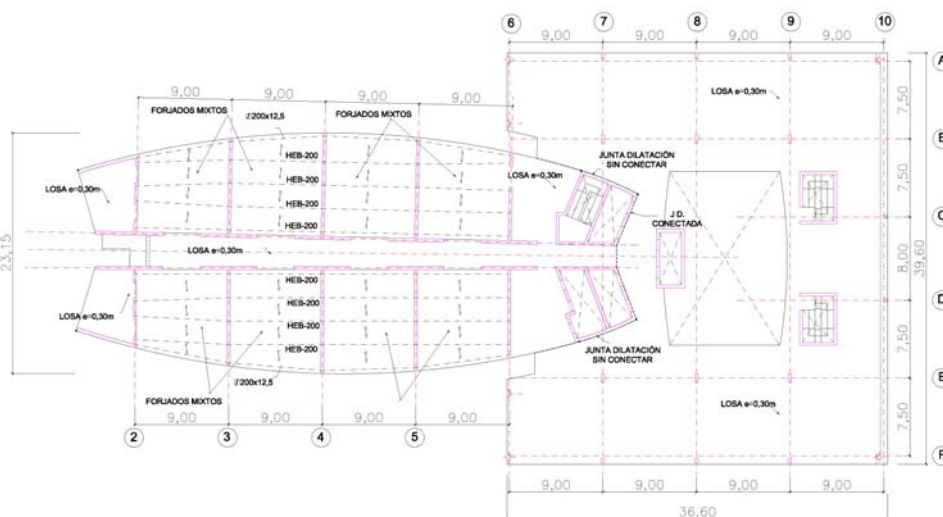 6 7 8 9 10
9,00 9,00 9,00 9,00
A
9,00 9,00 9,00 9,00
LOSA e=0,30m
7,50
FORJADOS MIXTOS
200x12,5
FORJADOS MIXTOS
B
HEB-200
JUNTA DILATACIÓN
SIN CONECTAR
LOSA e=0,30m
7,50
LOSA e=0,30m
HEB-200
HEB-200
J D.
CONECTADA
C
HEB-200
23,15
LOSA e=0,30m
8,00
39,60
HEB-200
HEB-200
D
LOSA e=0,30m
HEB-200
HEB-200
JUNTA DILATACIÓN
SIN CONECTAR
7,50
200x12,5
FORJADOS MIXTOS
LOSA e=0,30m
7,50
9,00 9,00 9,00 9,00
2 3 4 5
F
9,00 9,00 9,00 9,00
36,60